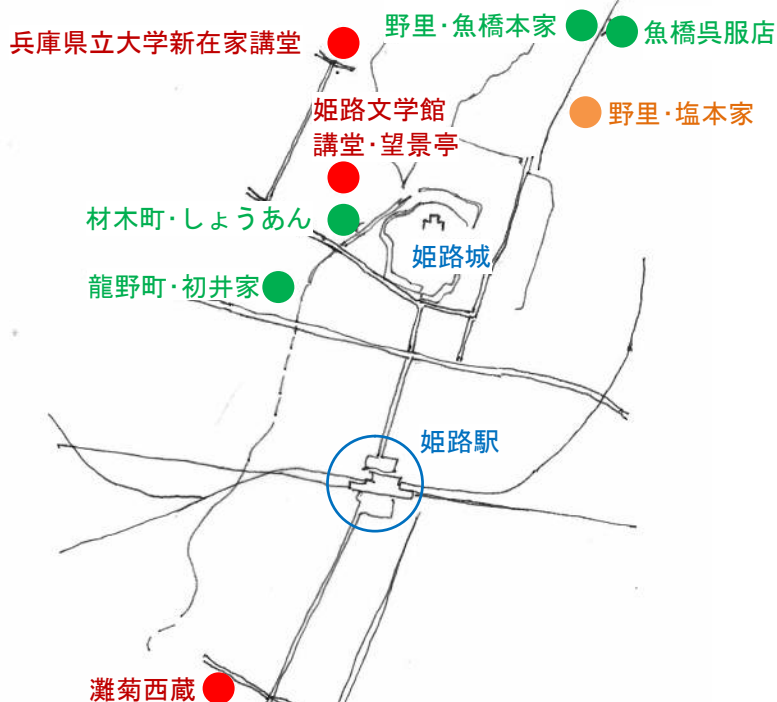 兵庫県立大学新在家講堂
野里・魚橋本家
魚橋呉服店
野里・塩本家
姫路文学館
講堂・望景亭
材木町・しょうあん
姫路城
龍野町・初井家
姫路駅
灘菊西蔵